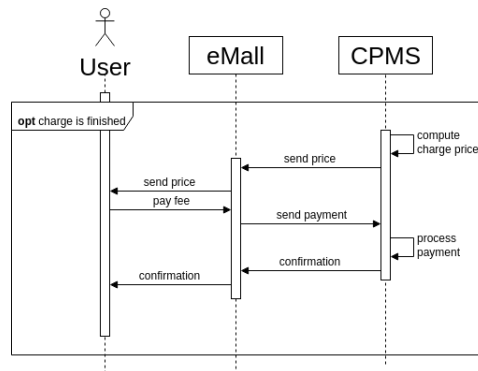 User
eMall
CPMS
opt charge is finished
compute
charge price
send price
send price
pay fee
send payment
process
payment
confirmation
confirmation